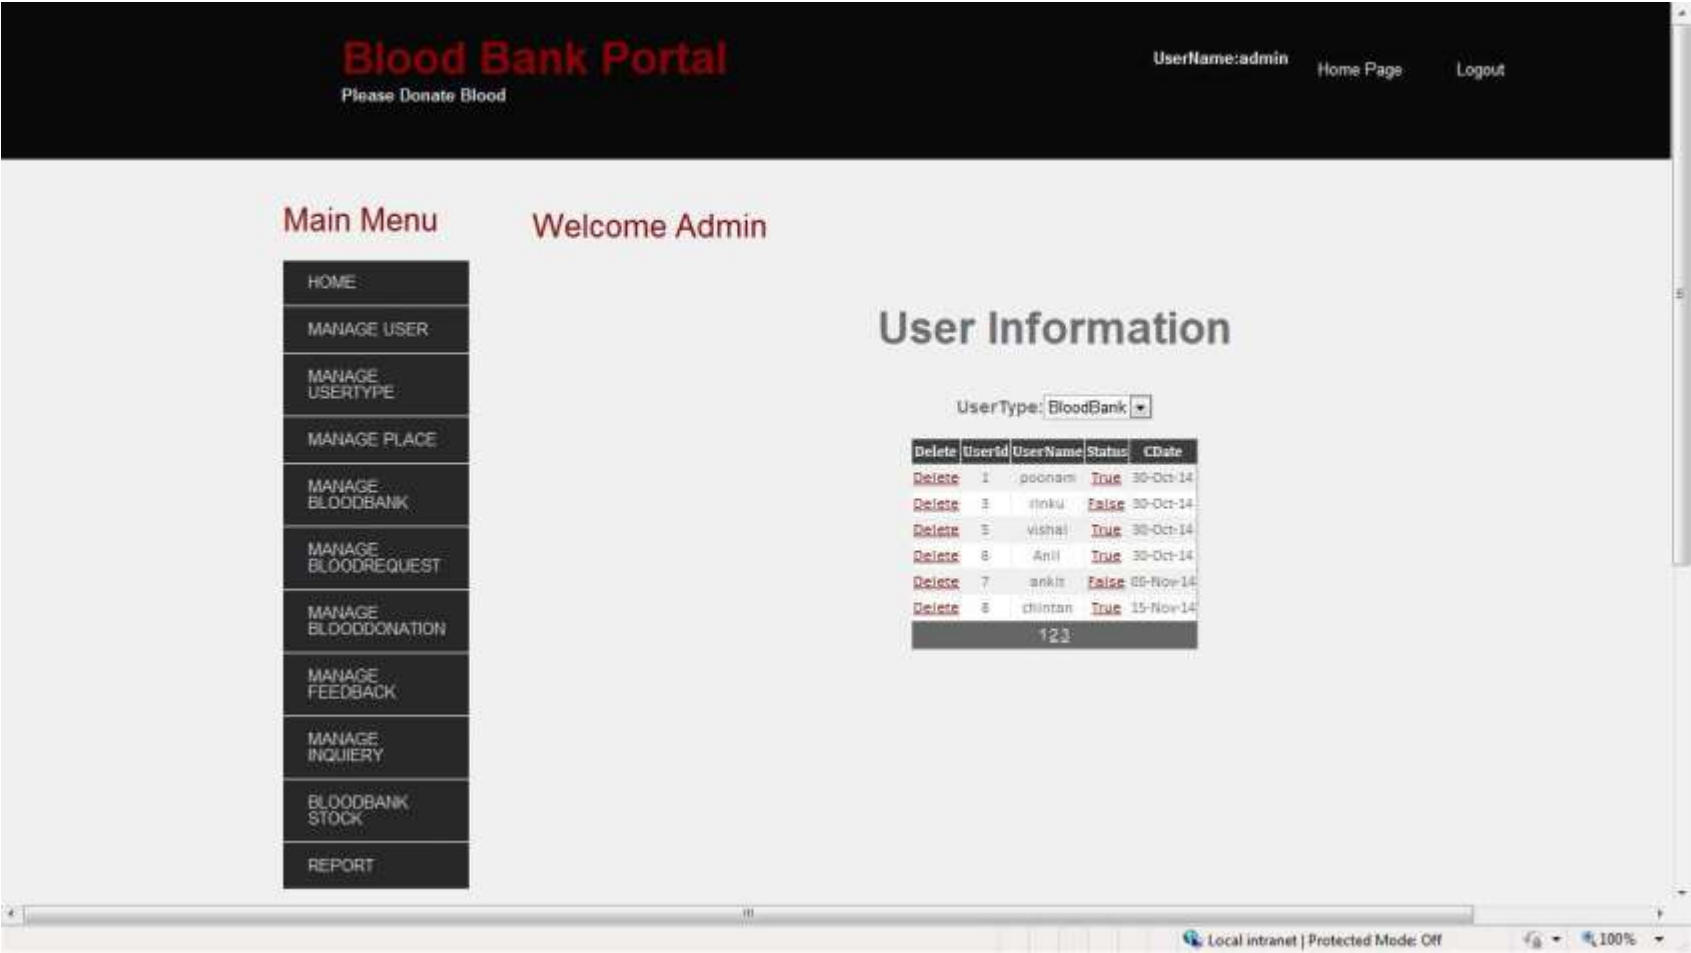 Blood Bank Portal
Please Donate Blood
UserName:admin
Home Page
Logout
Main Menu
HOME
MANAGE USER
MANAGE
USERTYPE
MANAGE PLACE
MANAGE
BLOODBANK
MANAGE
BLOODREQUEST
MANAGE
BLOODDONATION
MANAGE
FEEDBACK
MANAGE
INQUIERY
BLOODBANK
STOCK
REPORT
Welcome Admin
User Information
UserType: BloodBank
Delete UserId UserName Status CDate
Delete 1 poonam True 30-Oct-14
Delete 3 rinku False 30-Oct-14
Delete 5 vishal True 30-Oct-14
Delete 6 Anil True 30-Oct-14
Delete 7 ankit False -Nov-14
Delete chintan True 15-Nov-14
123
Local intranet | Protected Mode: Off
100%